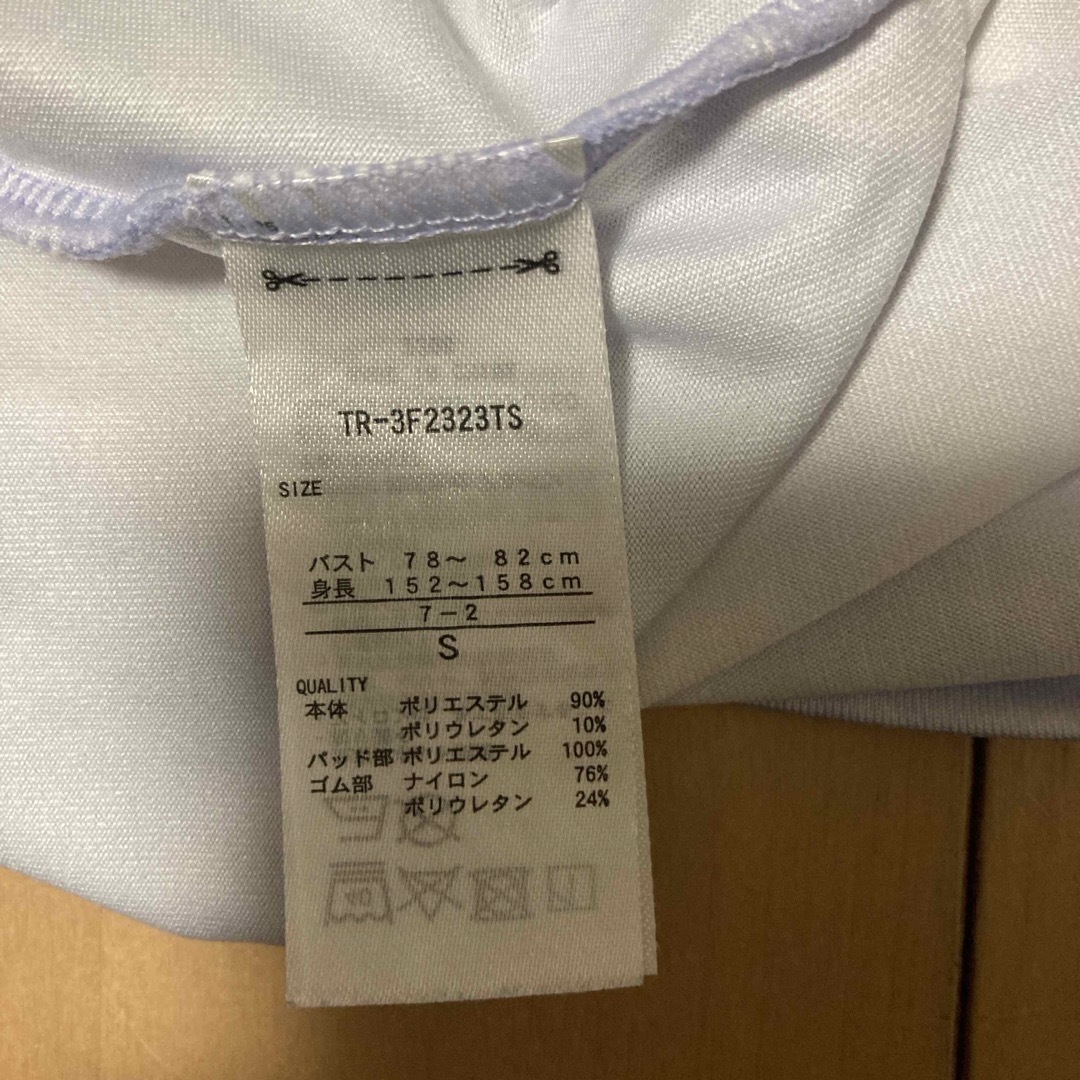 TR-3F2323TS
SIZE
バスト 78～ 82cm
身長 152～158cm
7-2
S
QUALITY
本体 ポリエステル 90%
ポリウレタン 10%
パッド部 ポリエステル 100%
ゴム部 ナイロン 76%
ポリウレタン 24%